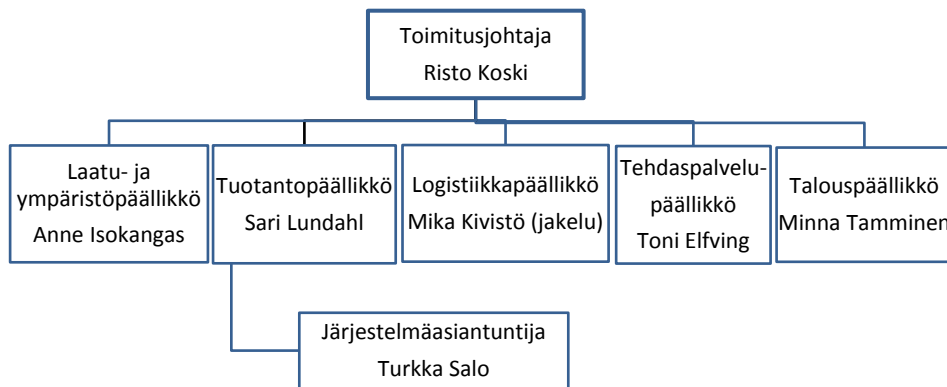 Toimitusjohtaja
Risto Koski
Laatu- ja
ympäristöpäällikkö
Anne Isokangas
Tuotantopäällikkö
Sari Lundahl
Logistiikkapäällikkö
Mika Kivistö (jakelu)
Tehdaspalvelu-
päällikkö
Toni Elfving
Talouspäällikkö
Minna Tamminen
Järjestelmäasiantuntija
Turkka Salo